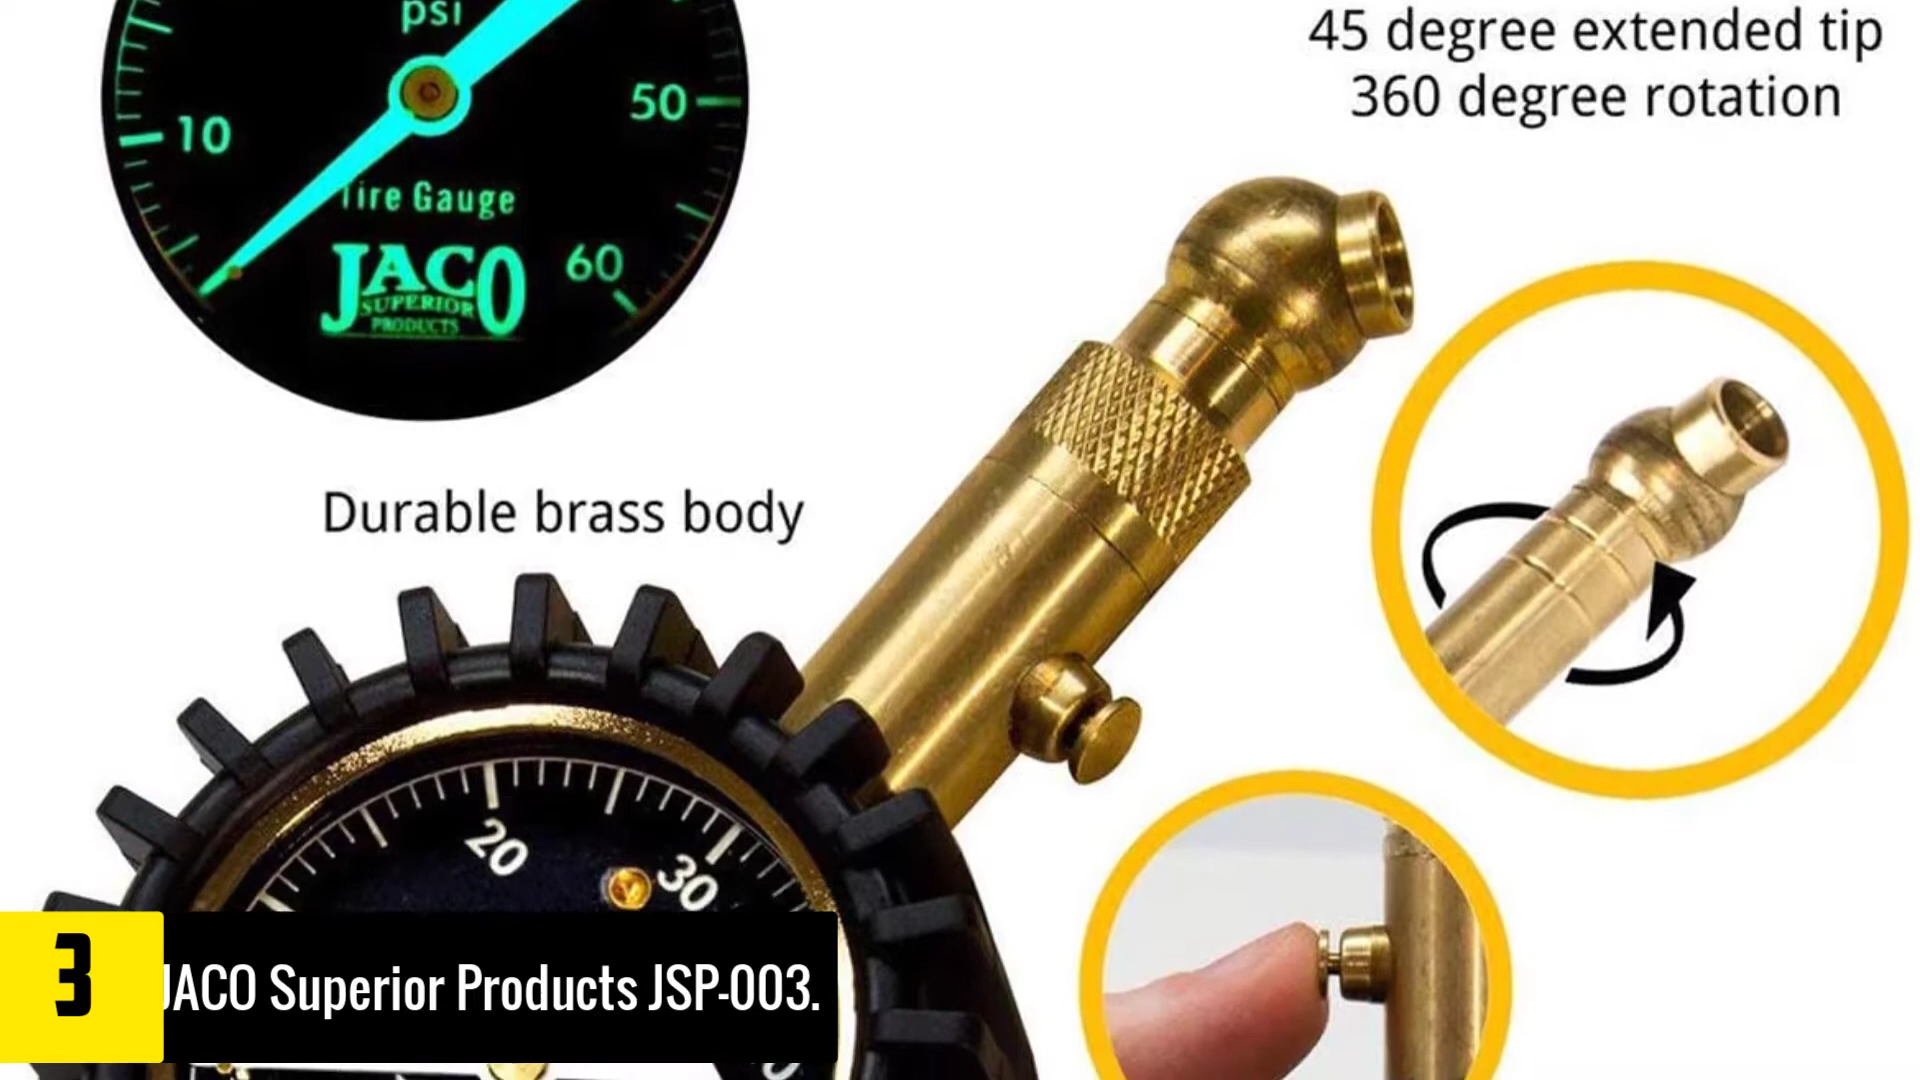 psi
45 degree extended tip
360 degree rotation
50
10
Tire Gauge
JACO
SUPERIOR
PRODUCTS
60
Durable brass body
20
30
3
JACO Superior Products JSP-003.